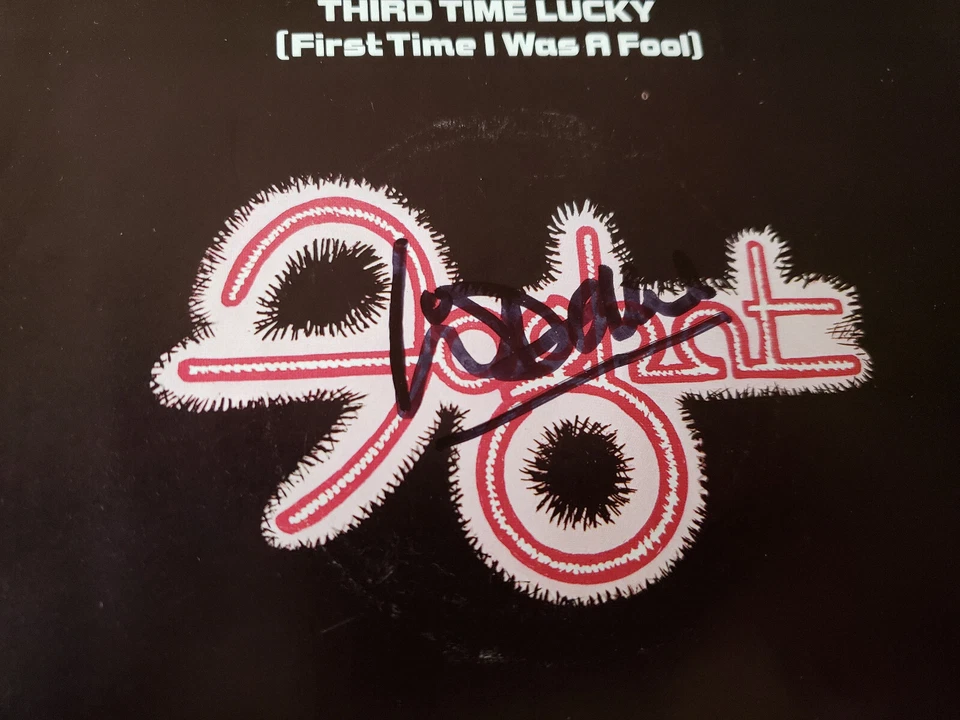 THIRD TIME LUCKY
(First Time I Was A Fool)
Foghat